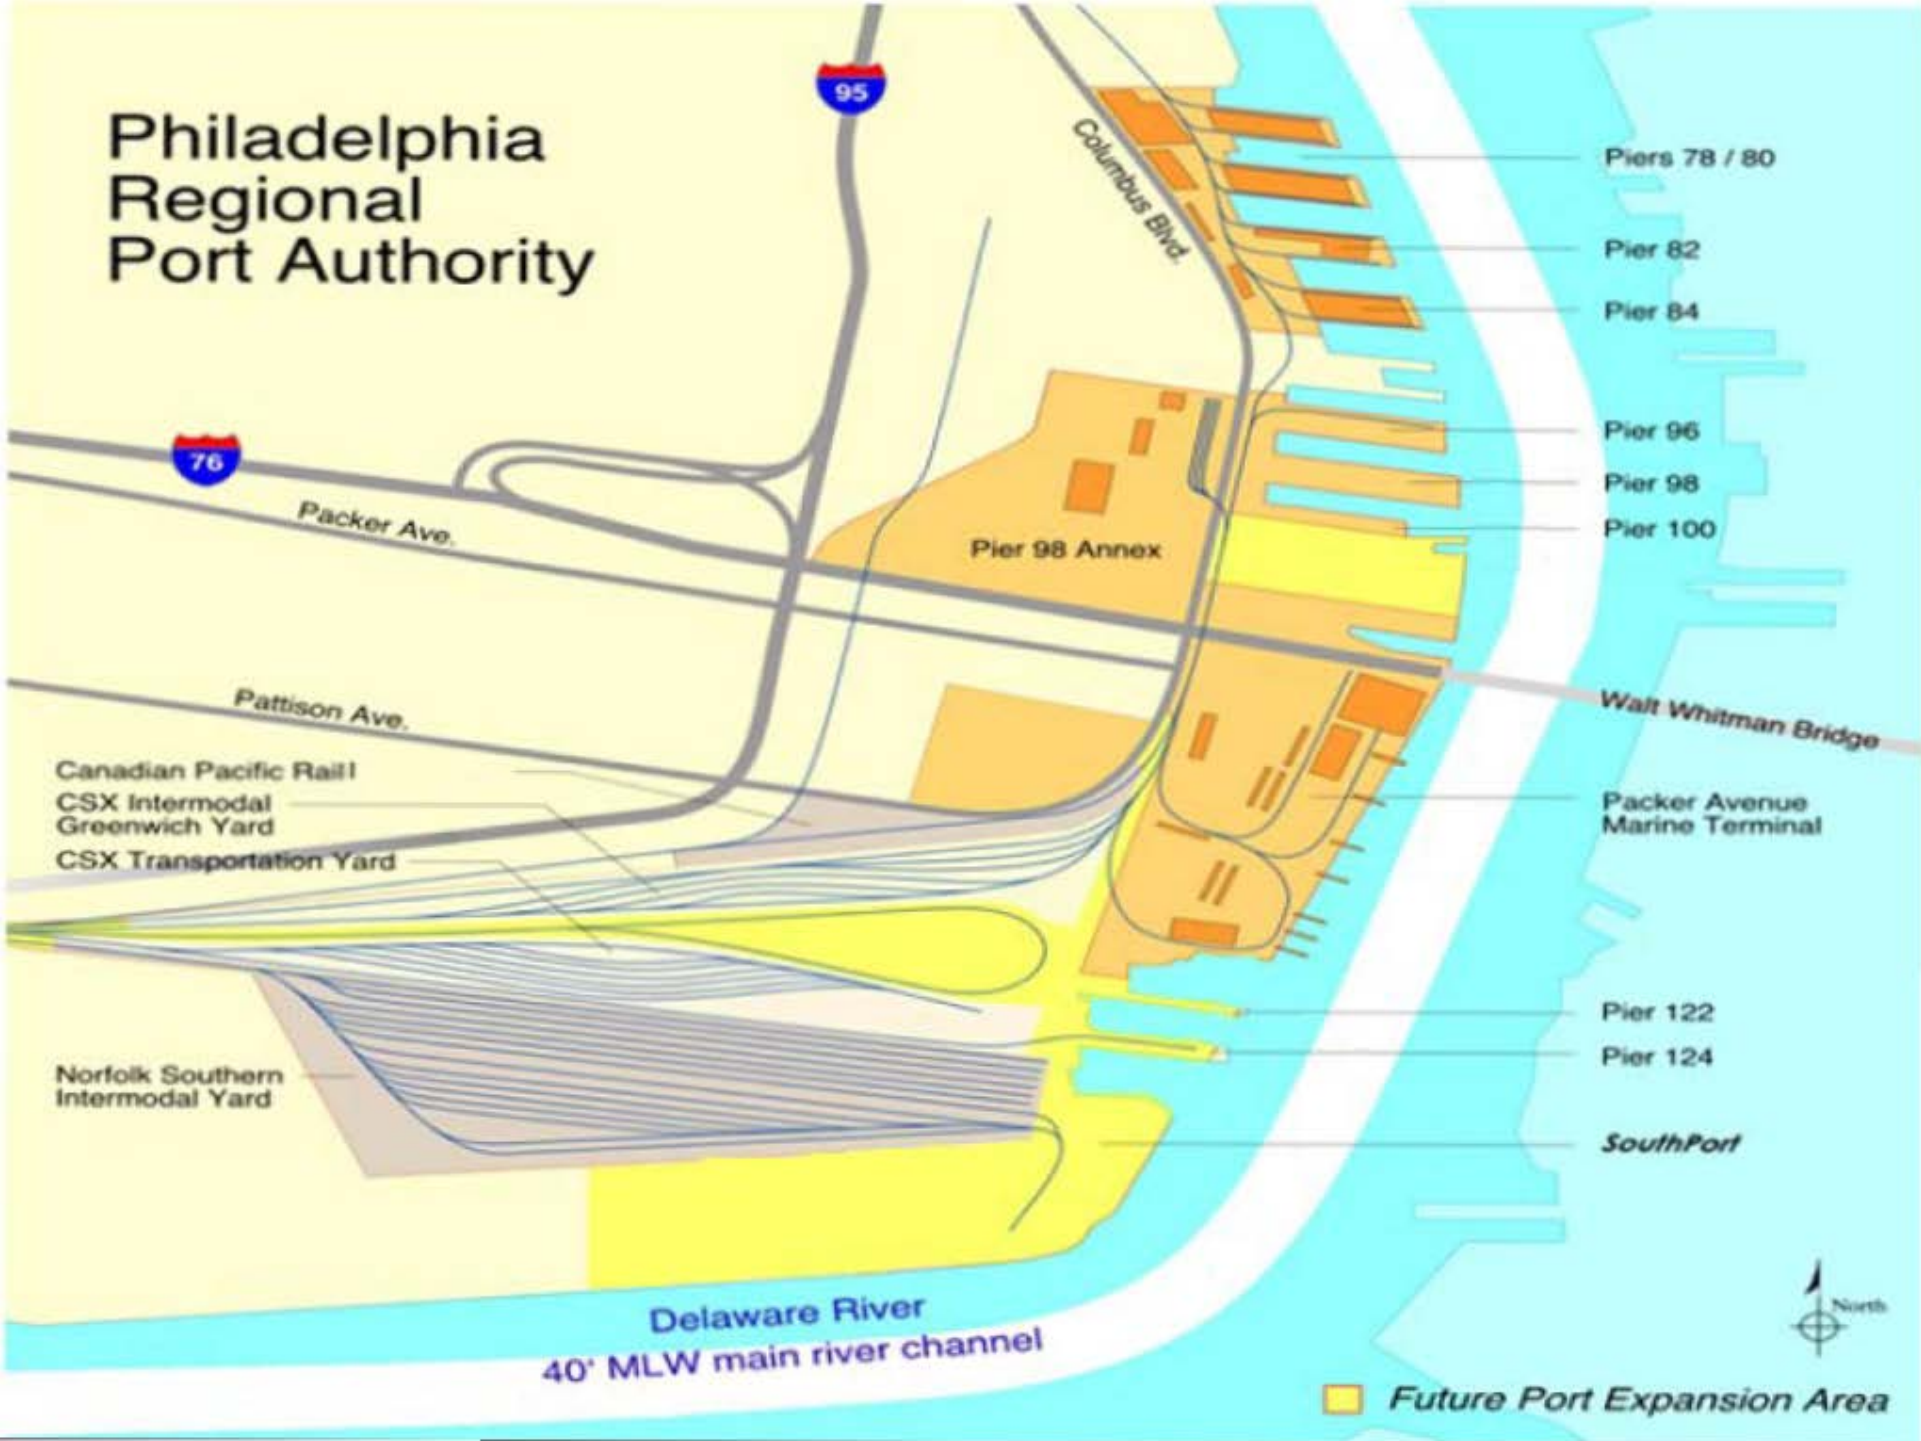 Philadelphia
Regional
Port Authority
95
Columbus Blvd.
Piers 78 / 80
Pier 82
Pier 84
76
Packer Ave.
Pier 96
Pier 98
Pier 100
Pier 98 Annex
Walt Whitman Bridge
Pattison Ave.
Canadian Pacific Raill
CSX Intermodal
Greenwich Yard
CSX Transportation Yard
Packer Avenue
Marine Terminal
Pier 122
Pier 124
Norfolk Southern
Intermodal Yard
SouthPort
Delaware River
40' MLW main river channel
North
Future Port Expansion Area